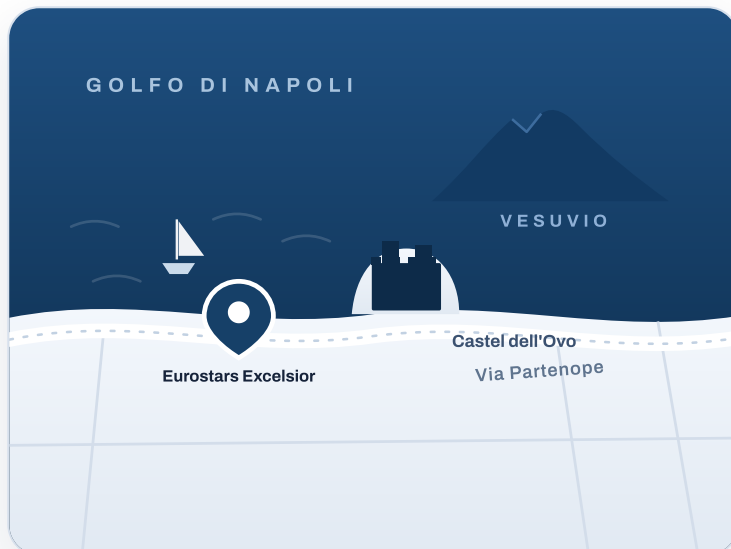 GOLFO DI NAPOLI
VESUVIO
Castel dell'Ovo
Via Partenope
Eurostars Excelsior